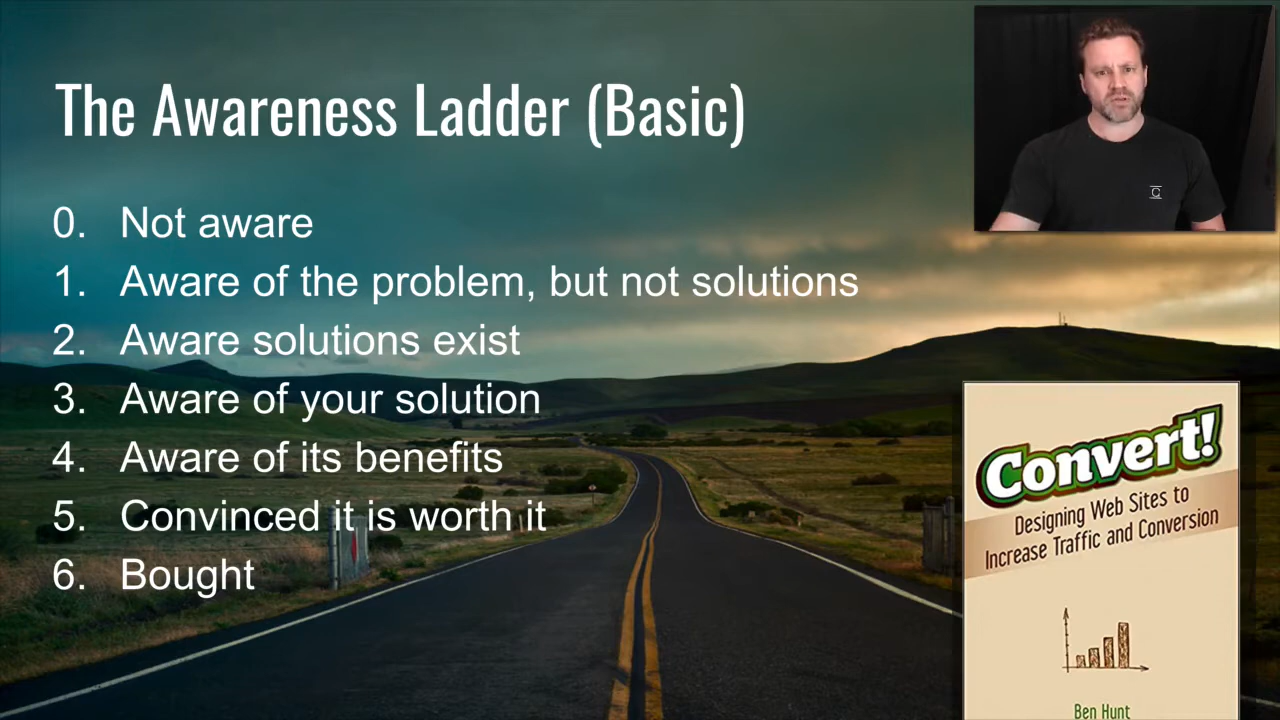 The Awareness Ladder (Basic)
0. Not aware
1. Aware of the problem, but not solutions
2. Aware solutions exist
3. Aware of your solution
4. Aware of its benefits
5. Convinced it is worth it
6. Bought
C
Convert!
Designing Web Sites to
Increase Traffic and Conversion
Ben Hunt